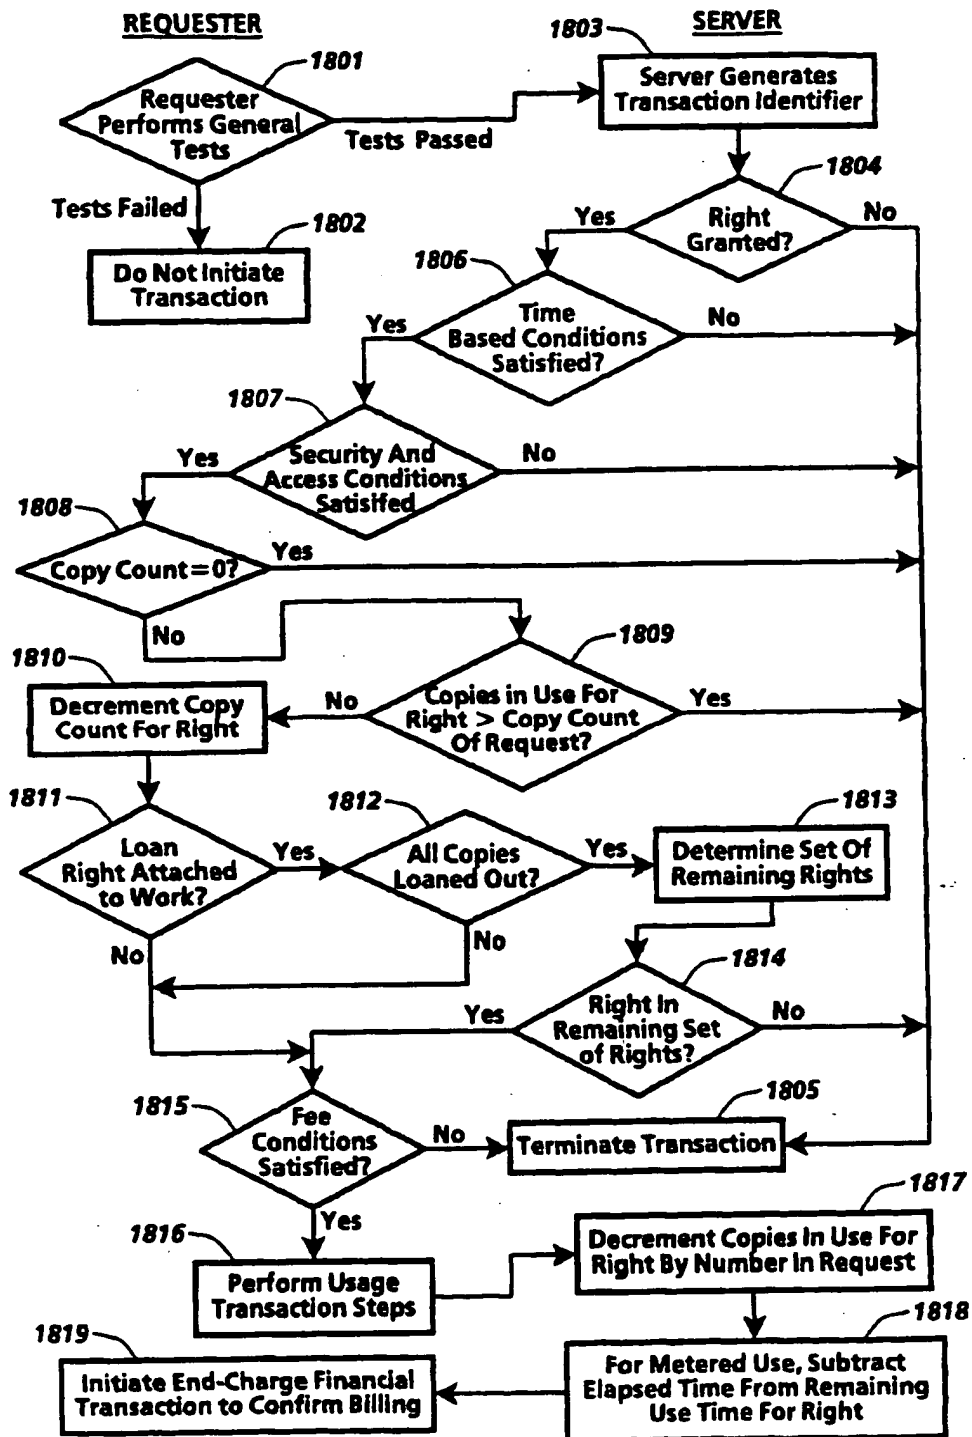 REQUESTER
SERVER
1801
1803
Requester
Performs General
Tests
Tests Passed
Server Generates
Transaction Identifier
Tests Failed
1802
Do Not Initiate
Transaction
1804
Right
Granted?
Yes
No
1806
Time
Based Conditions
Satisfied?
Yes
No
1807
Security And
Access Conditions
Satisifed
Yes
No
1808
Copy Count=0?
Yes
No
1809
Copies in Use For
Right > Copy Count
Of Request?
No
Yes
1810
Decrement Copy
Count For Right
1811
Loan
Right Attached
to Work?
Yes
No
1812
All Copies
Loaned Out?
Yes
No
1813
Determine Set Of
Remaining Rights
1814
Right In
Remaining Set
of Rights?
Yes
No
1815
Fee
Conditions
Satisfied?
No
Yes
1805
Terminate Transaction
1816
Perform Usage
Transaction Steps
1817
Decrement Copies In Use For
Right By Number In Request
1818
For Metered Use, Subtract
Elapsed Time From Remaining
Use Time For Right
1819
Initiate End-Charge Financial
Transaction to Confirm Billing